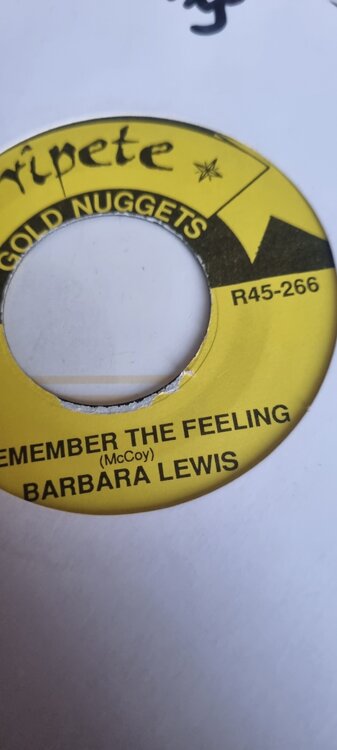 ripete
GOLD NUGGETS
R45-266
EMEMBER THE FEELING
(McCoy)
BARBARA LEWIS